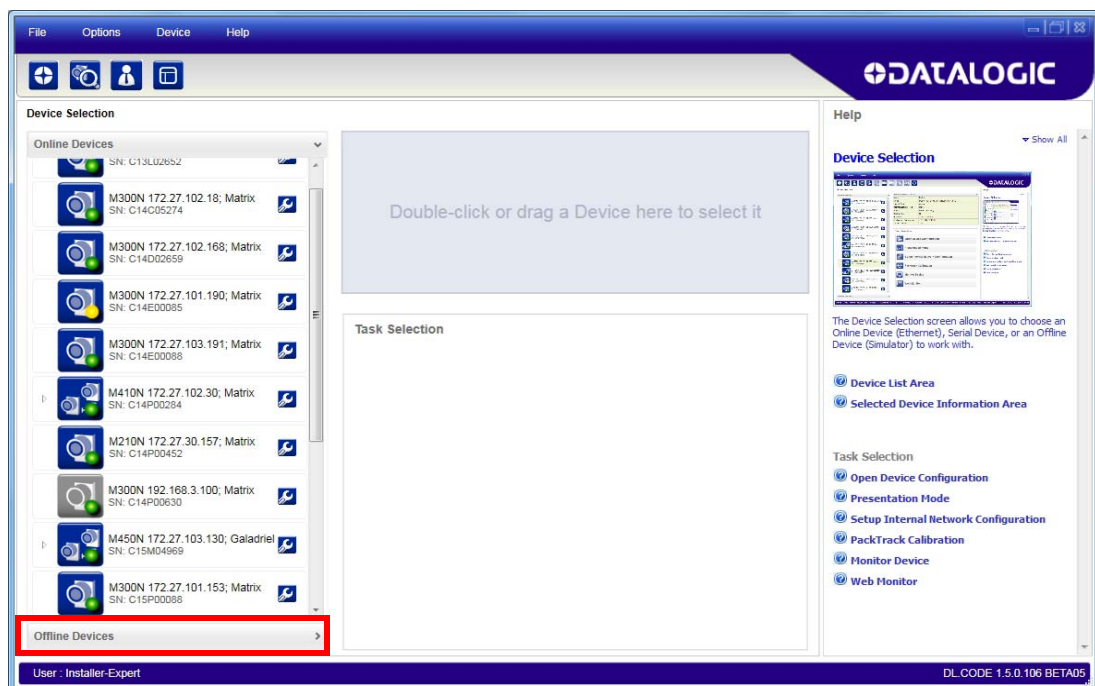 File Options Device Help
DATALOGIC
Device Selection
Online Devices
SN: C13L02652
M300N 172.27.102.18; Matrix
SN: C14C05274
M300N 172.27.102.168; Matrix
SN: C14D02659
M300N 172.27.101.190; Matrix
SN: C14E00085
M300N 172.27.103.191; Matrix
SN: C14E00088
M410N 172.27.102.30; Matrix
SN: C14P00284
M210N 172.27.30.157; Matrix
SN: C14P00452
M300N 192.168.3.100; Matrix
SN: C14P00630
M450N 172.27.103.130; Galadriel
SN: C15M04969
M300N 172.27.101.153; Matrix
SN: C15P00088
Offline Devices
Double-click or drag a Device here to select it
Task Selection
Help
Show All
Device Selection
The Device Selection screen allows you to choose an
Online Device (Ethernet), Serial Device, or an Offline
Device (Simulator) to work with.
Device List Area
Selected Device Information Area
Task Selection
Open Device Configuration
Presentation Mode
Setup Internal Network Configuration
PackTrack Calibration
Monitor Device
Web Monitor
User : Installer-Expert
DL.CODE 1.5.0.106 BETA05